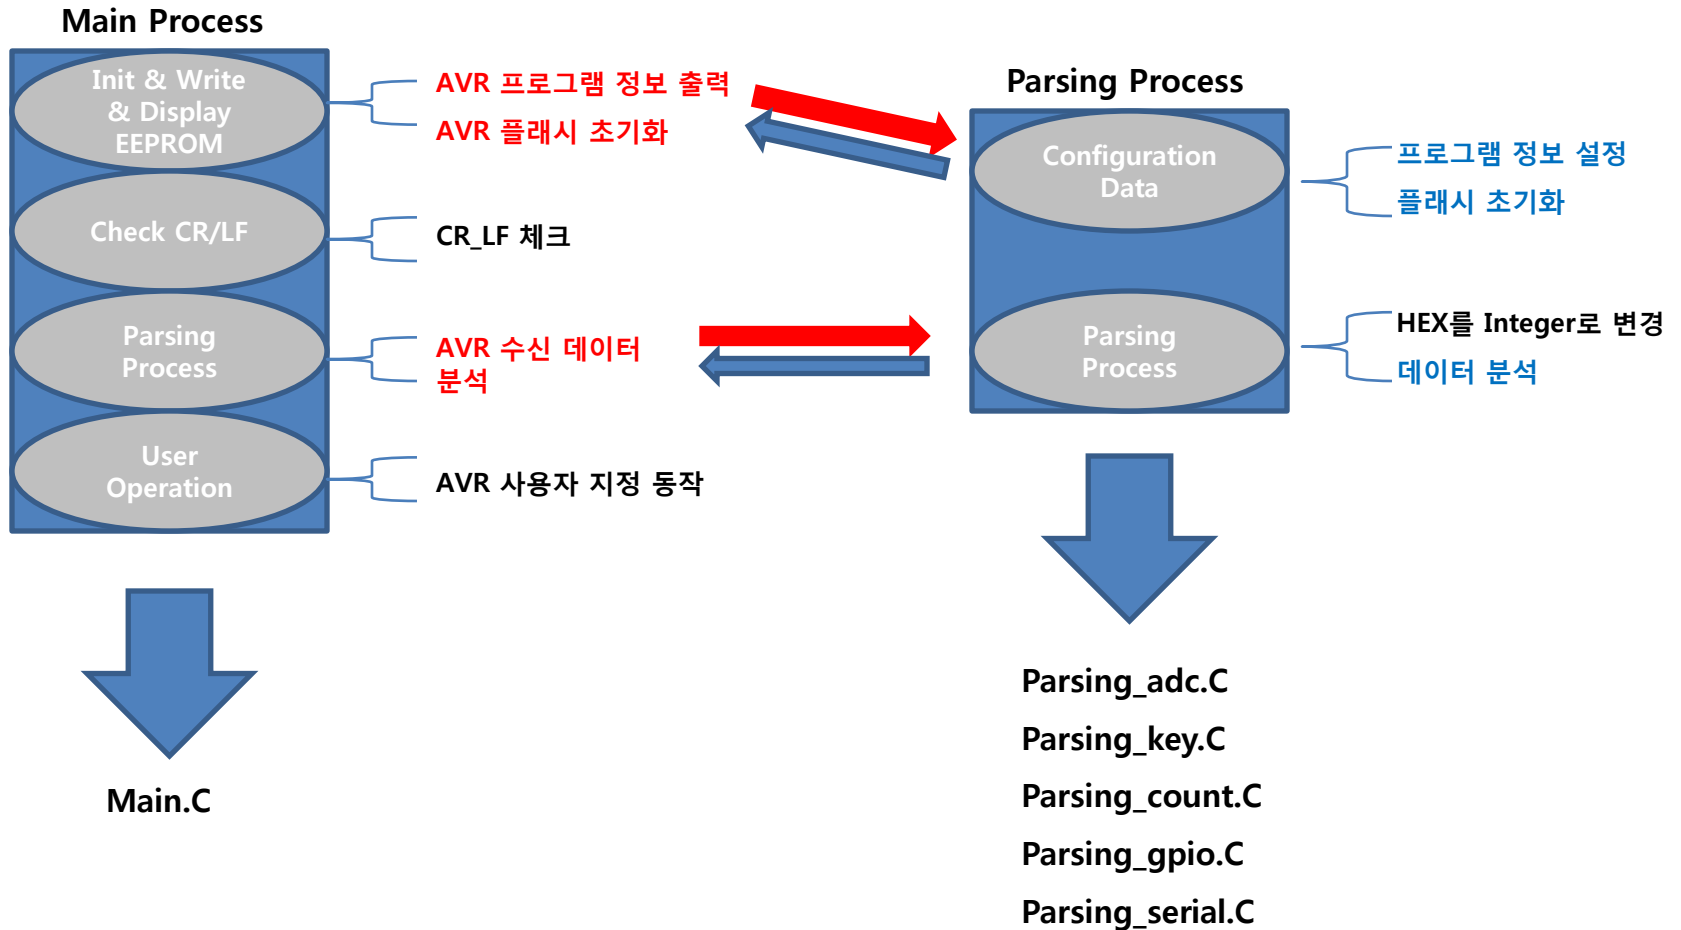 Main Process
Init & Write
& Display
EEPROM
AVR 프로그램 정보 출력
AVR 플래시 초기화
Check CR/LF
CR_LF 체크
Parsing
Process
AVR 수신 데이터
분석
User
Operation
AVR 사용자 지정 동작
Main.C
Parsing Process
Configuration
Data
프로그램 정보 설정
플래시 초기화
Parsing
Process
HEX를 Integer로 변경
데이터 분석
Parsing_adc.C
Parsing_key.C
Parsing_count.C
Parsing_gpio.C
Parsing_serial.C